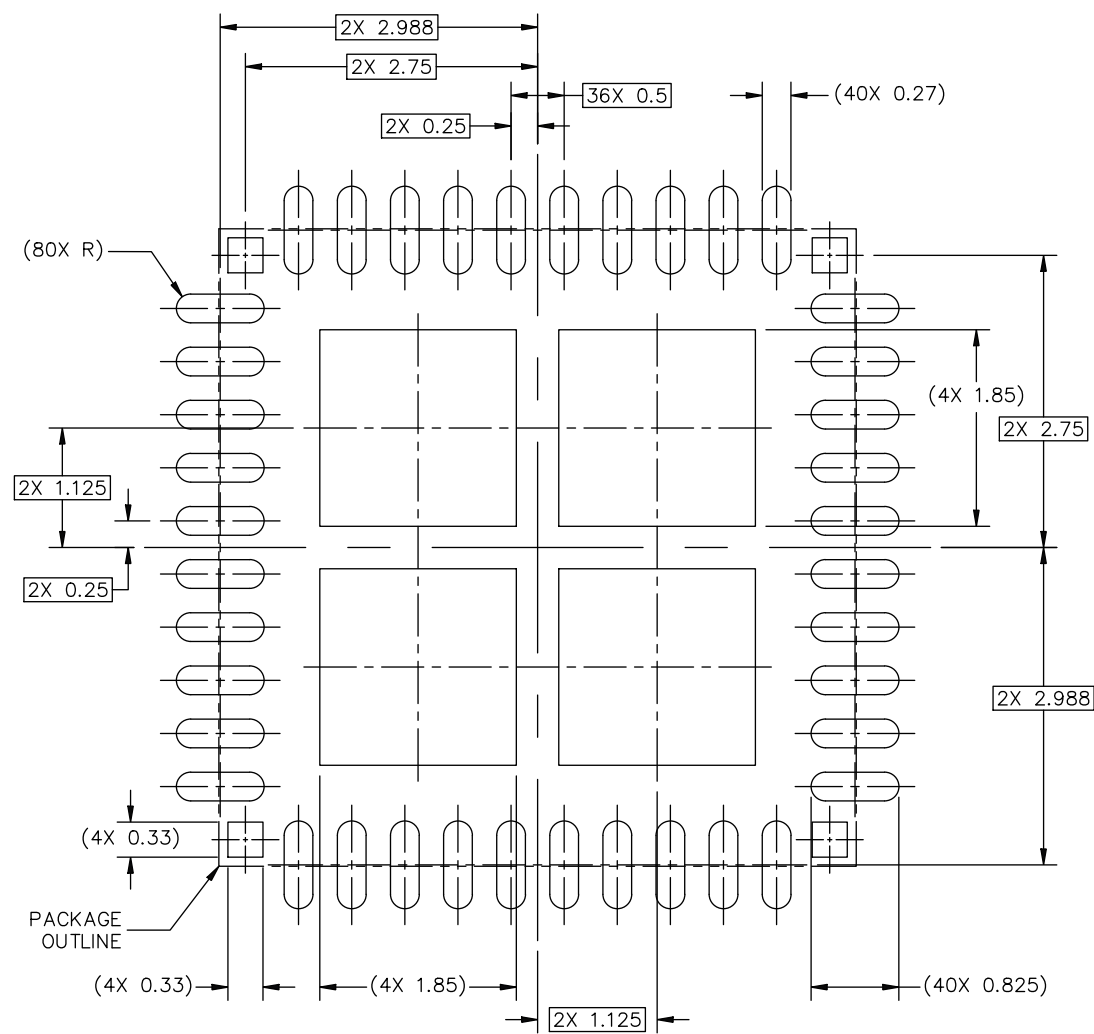 2X 2.988
2X 2.75
36X 0.5
(40X 0.27)
2X 0.25
(80X R)
(4X 1.85)
2X 2.75
2X 1.125
2X 0.25
2X 2.988
(4X 0.33)
PACKAGE
OUTLINE
(4X 0.33)
(4X 1.85)
(40X 0.825)
2X 1.125